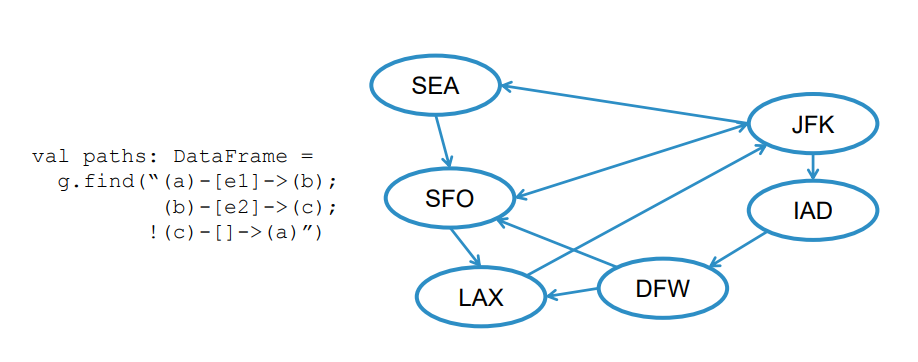 val paths: DataFrame =
g.find(“(a)-[e1]->(b);
(b)-[e2]->(c);
!(c)-[]->(a)”)
SEA
JFK
SFO
IAD
LAX
DFW